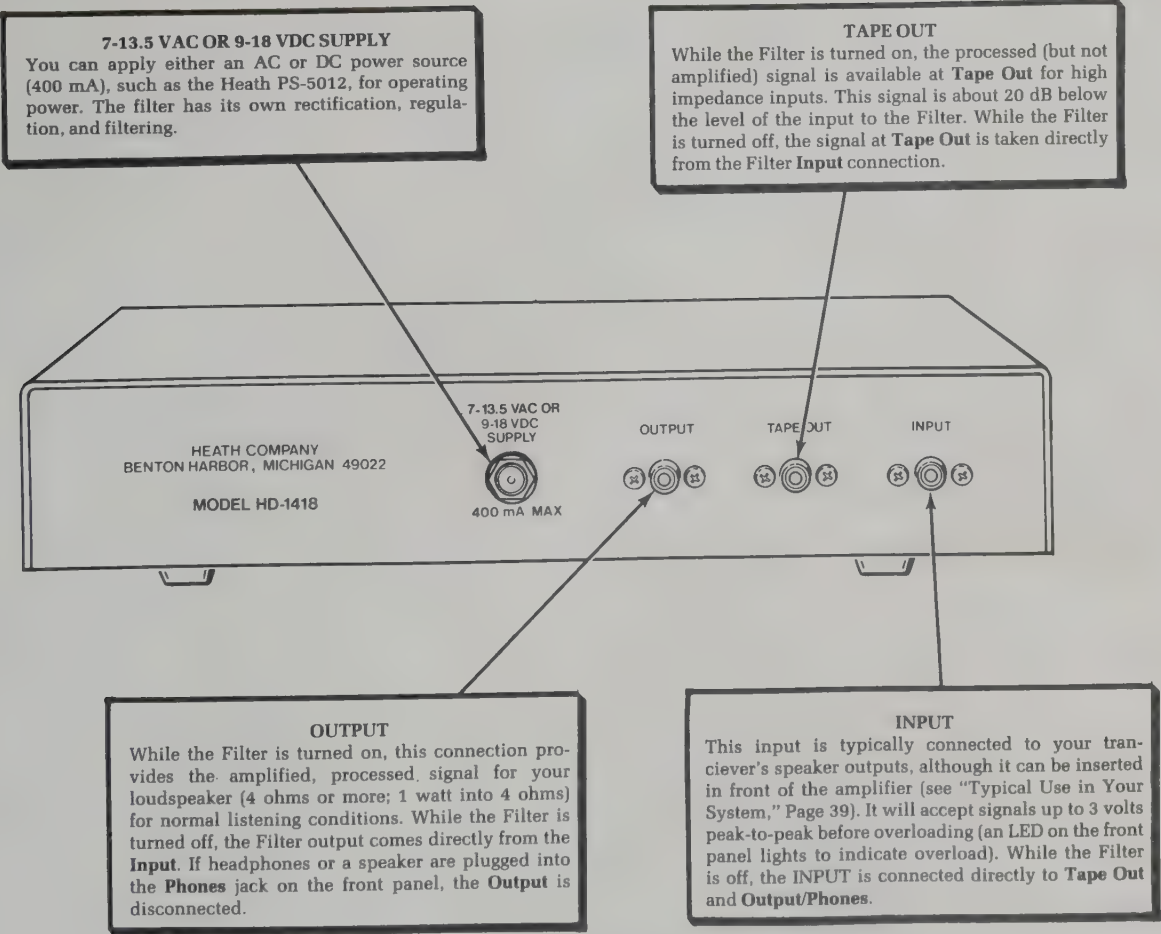 7-13.5 VAC OR 9-18 VDC SUPPLY
You can apply either an AC or DC power source
(400 mA), such as the Heath PS-5012, for operating
power. The filter has its own rectification, regula-
tion, and filtering.
TAPE OUT
While the Filter is turned on, the processed (but not
amplified) signal is available at Tape Out for high
impedance inputs. This signal is about 20 dB below
the level of the input to the Filter. While the Filter
is turned off, the signal at Tape Out is taken directly
from the Filter Input connection.
HEATH COMPANY
BENTON HARBOR, MICHIGAN 49022
MODEL HD-1418
7-13.5 VAC OR
9-18 VDC
SUPPLY
400 mA MAX
OUTPUT
TAPE OUT
INPUT
OUTPUT
While the Filter is turned on, this connection pro-
vides the amplified, processed signal for your
loudspeaker (4 ohms or more; 1 watt into 4 ohms)
for normal listening conditions. While the Filter is
turned off, the Filter output comes directly from the
Input. If headphones or a speaker are plugged into
the Phones jack on the front panel, the Output is
disconnected.
INPUT
This input is typically connected to your tran-
ciever's speaker outputs, although it can be inserted
in front of the amplifier (see "Typical Use in Your
System," Page 39). It will accept signals up to 3 volts
peak-to-peak before overloading (an LED on the front
panel lights to indicate overload). While the Filter
is off, the INPUT is connected directly to Tape Out
and Output/Phones.